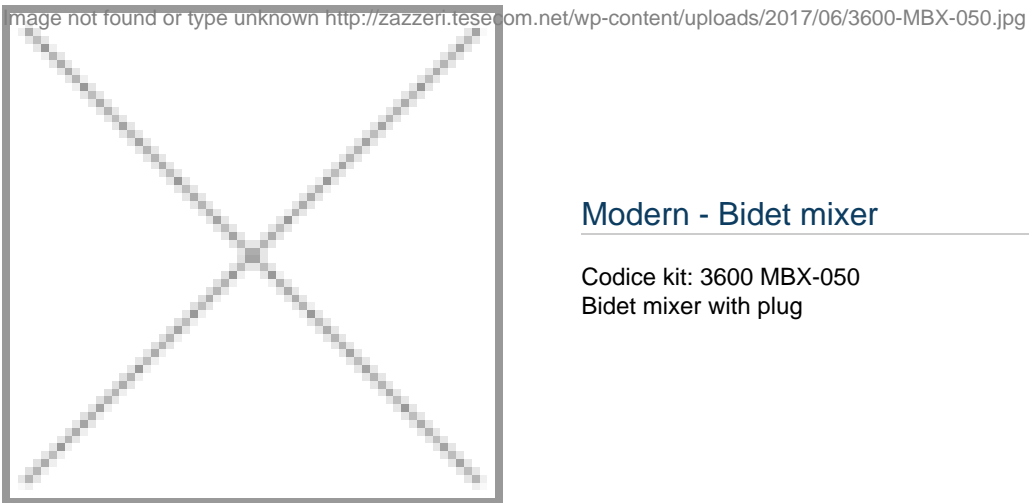 Image not found or type unknown http://zazzeri.tesecom.net/wp-content/uploads/2017/06/3600-MBX-050.jpg
Modern - Bidet mixer
Codice kit: 3600 MBX-050
Bidet mixer with plug